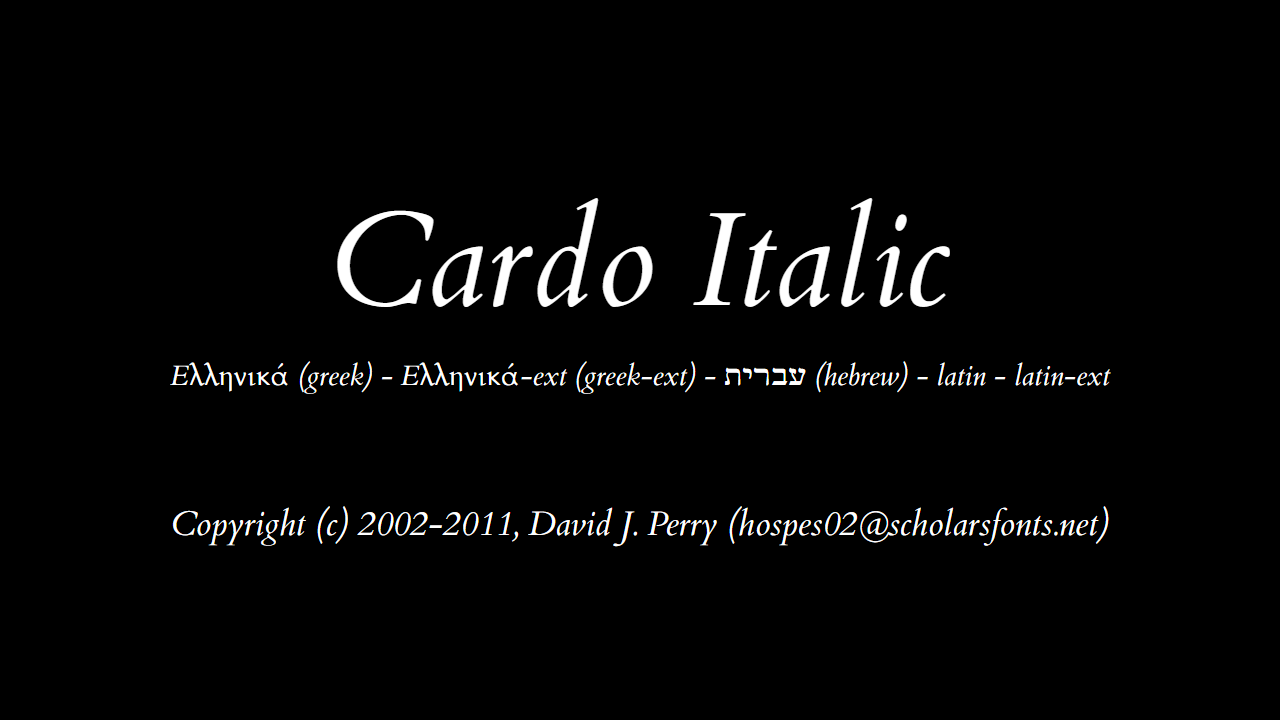 Cardo Italic
Ελληνικά (greek) - Ελληνικά-ext (greek-ext) - עברית (hebrew) - latin - latin-ext
Copyright (c) 2002-2011, David J. Perry (hospes02@scholarsfonts.net)